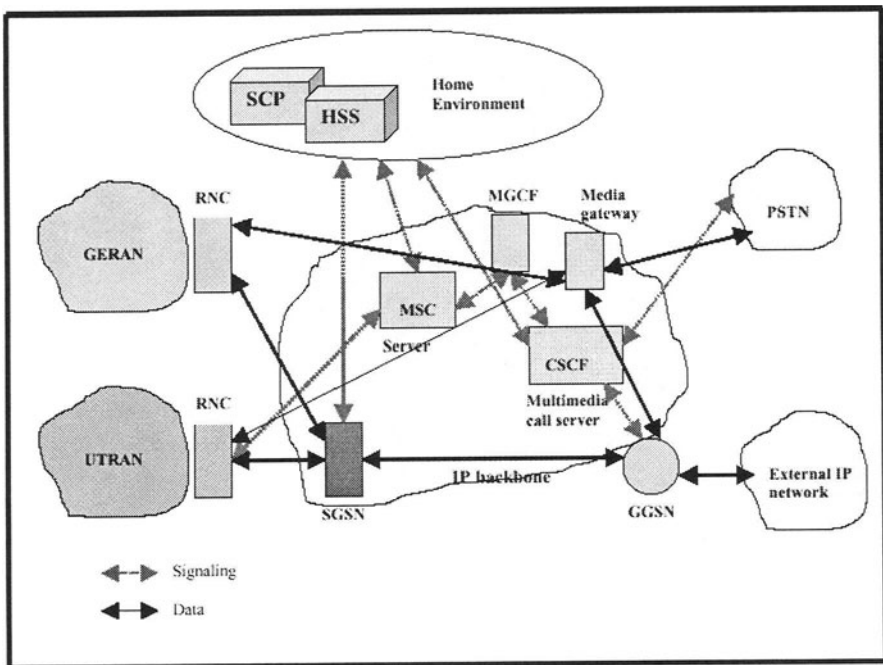 SCP
HSS
Home
Environment
RNC
MGCF
Media
gateway
PSTN
GERAN
MSC
Server
CSCF
RNC
Multimedia
call server
UTRAN
IP backbone
External IP
network
SGSN
GGSN
Signaling
Data